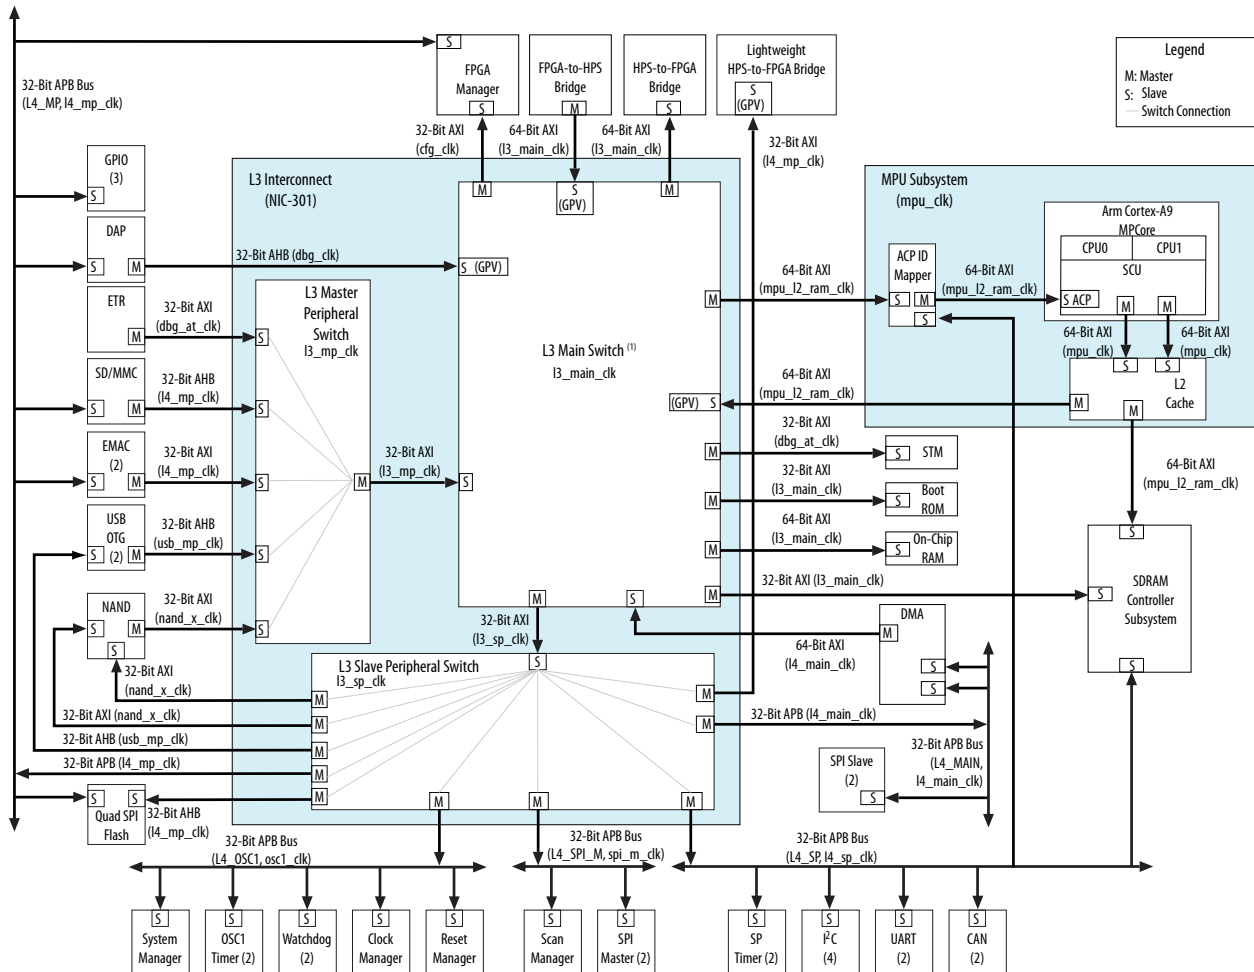 32-Bit APB Bus
(L4_MP, l4_mp_clk)
S
FPGA
Manager
S
FPGA-to-HPS
Bridge
M
HPS-to-FPGA
Bridge
S
Lightweight
HPS-to-FPGA Bridge
S
(GPV)
Legend
M: Master
S: Slave
Switch Connection
32-Bit AXI
(cfg_clk)
64-Bit AXI
(l3_main_clk)
64-Bit AXI
(l3_main_clk)
32-Bit AXI
(l4_mp_clk)
GPIO
(3)
S
DAP
S
M
32-Bit AHB (dbg_clk)
ETR
M
32-Bit AXI
(dbg_at_clk)
SD/MMC
S
M
32-Bit AHB
(l4_mp_clk)
EMAC
(2)
S
M
32-Bit AXI
(l4_mp_clk)
USB
OTG
(2)
S
M
32-Bit AHB
(usb_mp_clk)
NAND
S
M
S
32-Bit AXI
(nand_x_clk)
32-Bit AXI
(nand_x_clk)
32-Bit AXI (nand_x_clk)
32-Bit AHB (usb_mp_clk)
32-Bit APB (l4_mp_clk)
S
S
Quad SPI
Flash
32-Bit AHB
(l4_mp_clk)
L3 Interconnect
(NIC-301)
L3 Master
Peripheral
Switch
l3_mp_clk
S
S
S
S
S
M
32-Bit AXI
(l3_mp_clk)
M
S
(GPV)
M
S (GPV)
L3 Main Switch (1)
l3_main_clk
S
M
(GPV) S
M
M
M
M
M
S
32-Bit AXI
(l3_sp_clk)
L3 Slave Peripheral Switch
l3_sp_clk
S
M
M
M
M
M
M
M
M
M
M
MPU Subsystem
(mpu_clk)
64-Bit AXI
(mpu_l2_ram_clk)
ACP ID
Mapper
S
M
S
64-Bit AXI
(mpu_l2_ram_clk)
Arm Cortex-A9
MPCore
CPU0
CPU1
SCU
S ACP
M
M
64-Bit AXI
(mpu_clk)
64-Bit AXI
(mpu_clk)
S
S
L2
Cache
M
M
64-Bit AXI
(mpu_l2_ram_clk)
64-Bit AXI
(mpu_l2_ram_clk)
32-Bit AXI
(dbg_at_clk)
S
STM
32-Bit AXI
(l3_main_clk)
S
Boot
ROM
64-Bit AXI
(l3_main_clk)
S
On-Chip
RAM
32-Bit AXI (l3_main_clk)
S
S
SDRAM
Controller
Subsystem
S
DMA
M
S
S
64-Bit AXI
(l4_main_clk)
32-Bit APB (l4_main_clk)
32-Bit APB Bus
(L4_MAIN,
l4_main_clk)
SPI Slave
(2)
S
32-Bit APB Bus
(L4_OSC1, osc1_clk)
32-Bit APB Bus
(L4_SPI_M, spi_m_clk)
32-Bit APB Bus
(L4_SP, l4_sp_clk)
S
System
Manager
S
OSC1
Timer (2)
S
Watchdog
(2)
S
Clock
Manager
S
Reset
Manager
S
Scan
Manager
S
SPI
Master (2)
S
SP
Timer (2)
S
I2C
(4)
S
UART
(2)
S
CAN
(2)